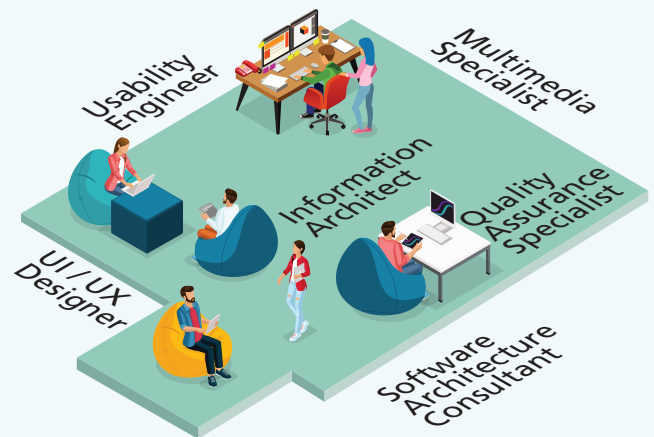 Usability
Engineer
Multimedia
Specialist
Information
Architect
Quality
Assurance
Specialist
UI / UX
Designer
Software
Architecture
Consultant